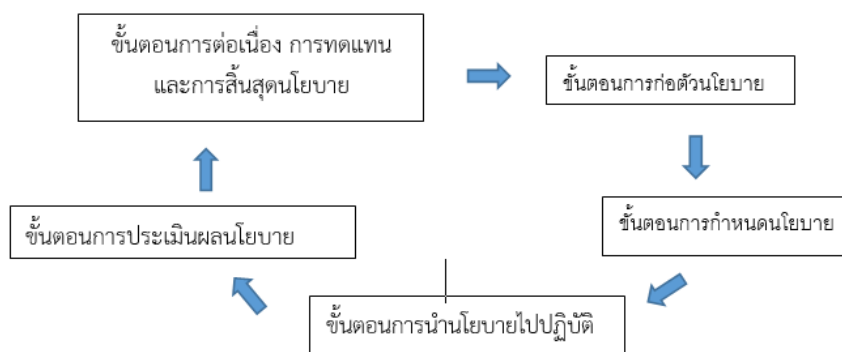 ขั้นตอนการต่อเนื่อง การทดแทน
และการสิ้นสุดนโยบาย
ขั้นตอนการก่อตัวนโยบาย
ขั้นตอนการกำหนดนโยบาย
ขั้นตอนการประเมินผลนโยบาย
ขั้นตอนการนำนโยบายไปปฏิบัติ